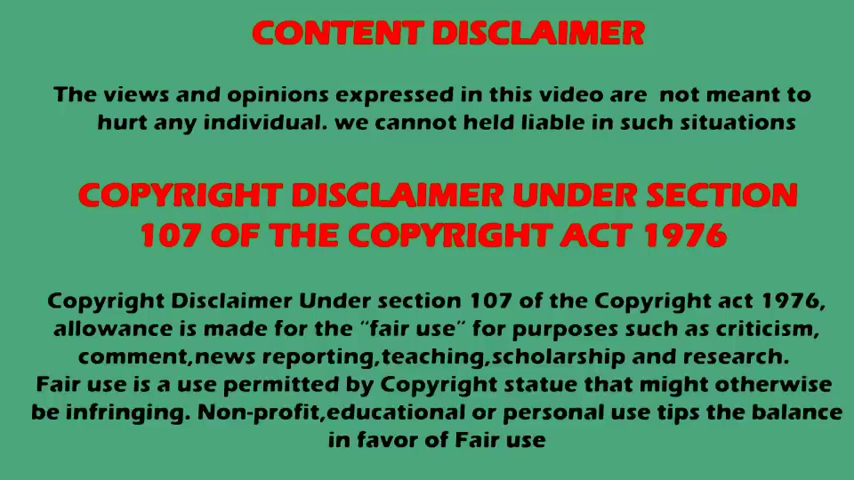 CONTENT DISCLAIMER
The views and opinions expressed in this video are not meant to
hurt any individual. we cannot held liable in such situations
COPYRIGHT DISCLAIMER UNDER SECTION
107 OF THE COPYRIGHT ACT 1976
Copyright Disclaimer Under section 107 of the Copyright act 1976,
allowance is made for the “fair use” for purposes such as criticism,
comment,news reporting,teaching,scholarship and research.
Fair use is a use permitted by Copyright statue that might otherwise
be infringing. Non-profit,educational or personal use tips the balance
in favor of Fair use